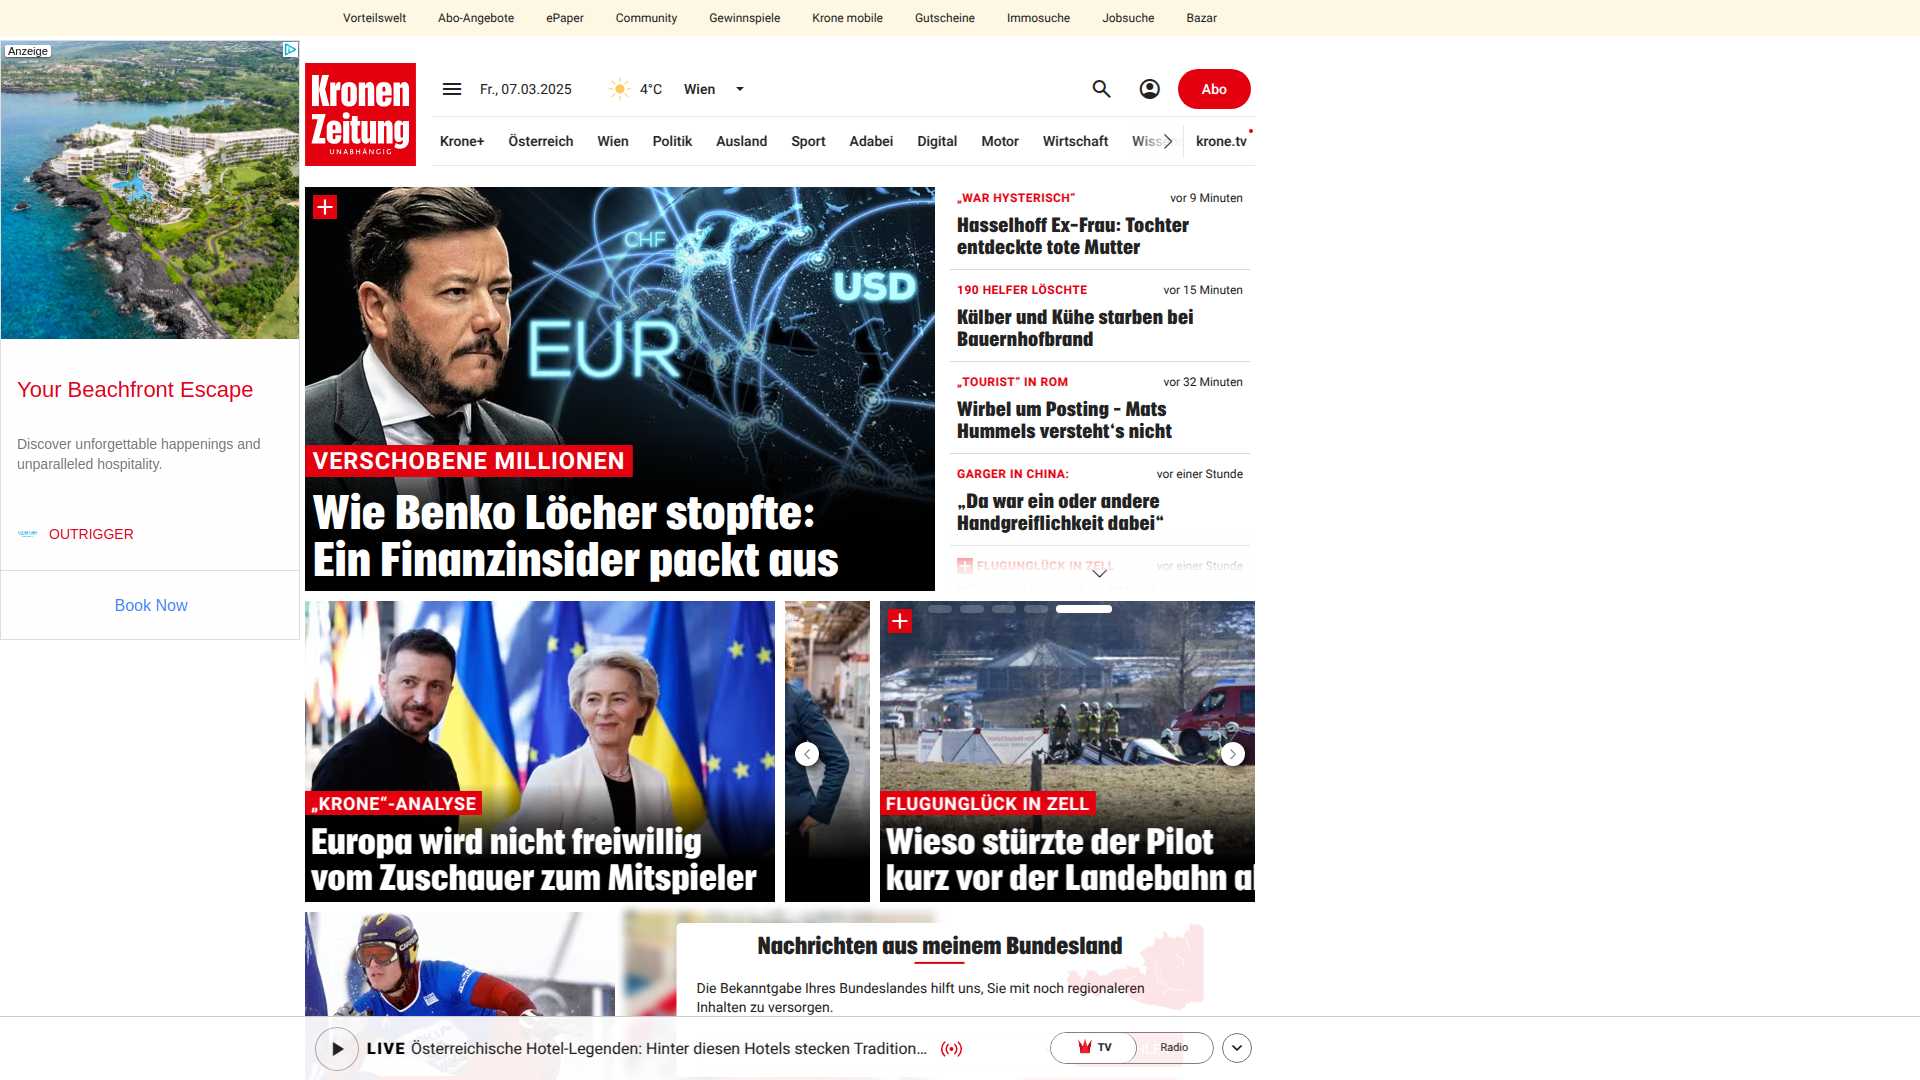 Vorteilswelt
Abo-Angebote
ePaper
Community
Gewinnspiele
Krone mobile
Gutscheine
Immosuche
Jobsuche
Bazar
Anzeige
Your Beachfront Escape
Discover unforgettable happenings and
unparalleled hospitality.
OUTRIGGER
Book Now
Kronen
Zeitung
UNABHÄNGIG
Fr., 07.03.2025
4°C
Wien
Abo
Krone+
Österreich
Wien
Politik
Ausland
Sport
Adabei
Digital
Motor
Wirtschaft
Wiss
krone.tv
CHF
USD
EUR
VERSCHOBENE MILLIONEN
Wie Benko Löcher stopfte:
Ein Finanzinsider packt aus
„WAR HYSTERISCH“
vor 9 Minuten
Hasselhoff Ex-Frau: Tochter
entdeckte tote Mutter
190 HELFER LÖSCHTE
vor 15 Minuten
Kälber und Kühe starben bei
Bauernhofbrand
„TOURIST“ IN ROM
vor 32 Minuten
Wirbel um Posting – Mats
Hummels versteht‘s nicht
GARGER IN CHINA:
vor einer Stunde
„Da war ein oder andere
Handgreiflichkeit dabei“
FLUGUNGLÜCK IN ZELL
vor einer Stunde
„KRONE“-ANALYSE
Europa wird nicht freiwillig
vom Zuschauer zum Mitspieler
FLUGUNGLÜCK IN ZELL
Wieso stürzte der Pilot
kurz vor der Landebahn a
Nachrichten aus meinem Bundesland
Die Bekanntgabe Ihres Bundeslandes hilft uns, Sie mit noch regionaleren
Inhalten zu versorgen.
LIVE Österreichische Hotel-Legenden: Hinter diesen Hotels stecken Tradition...
TV
Radio